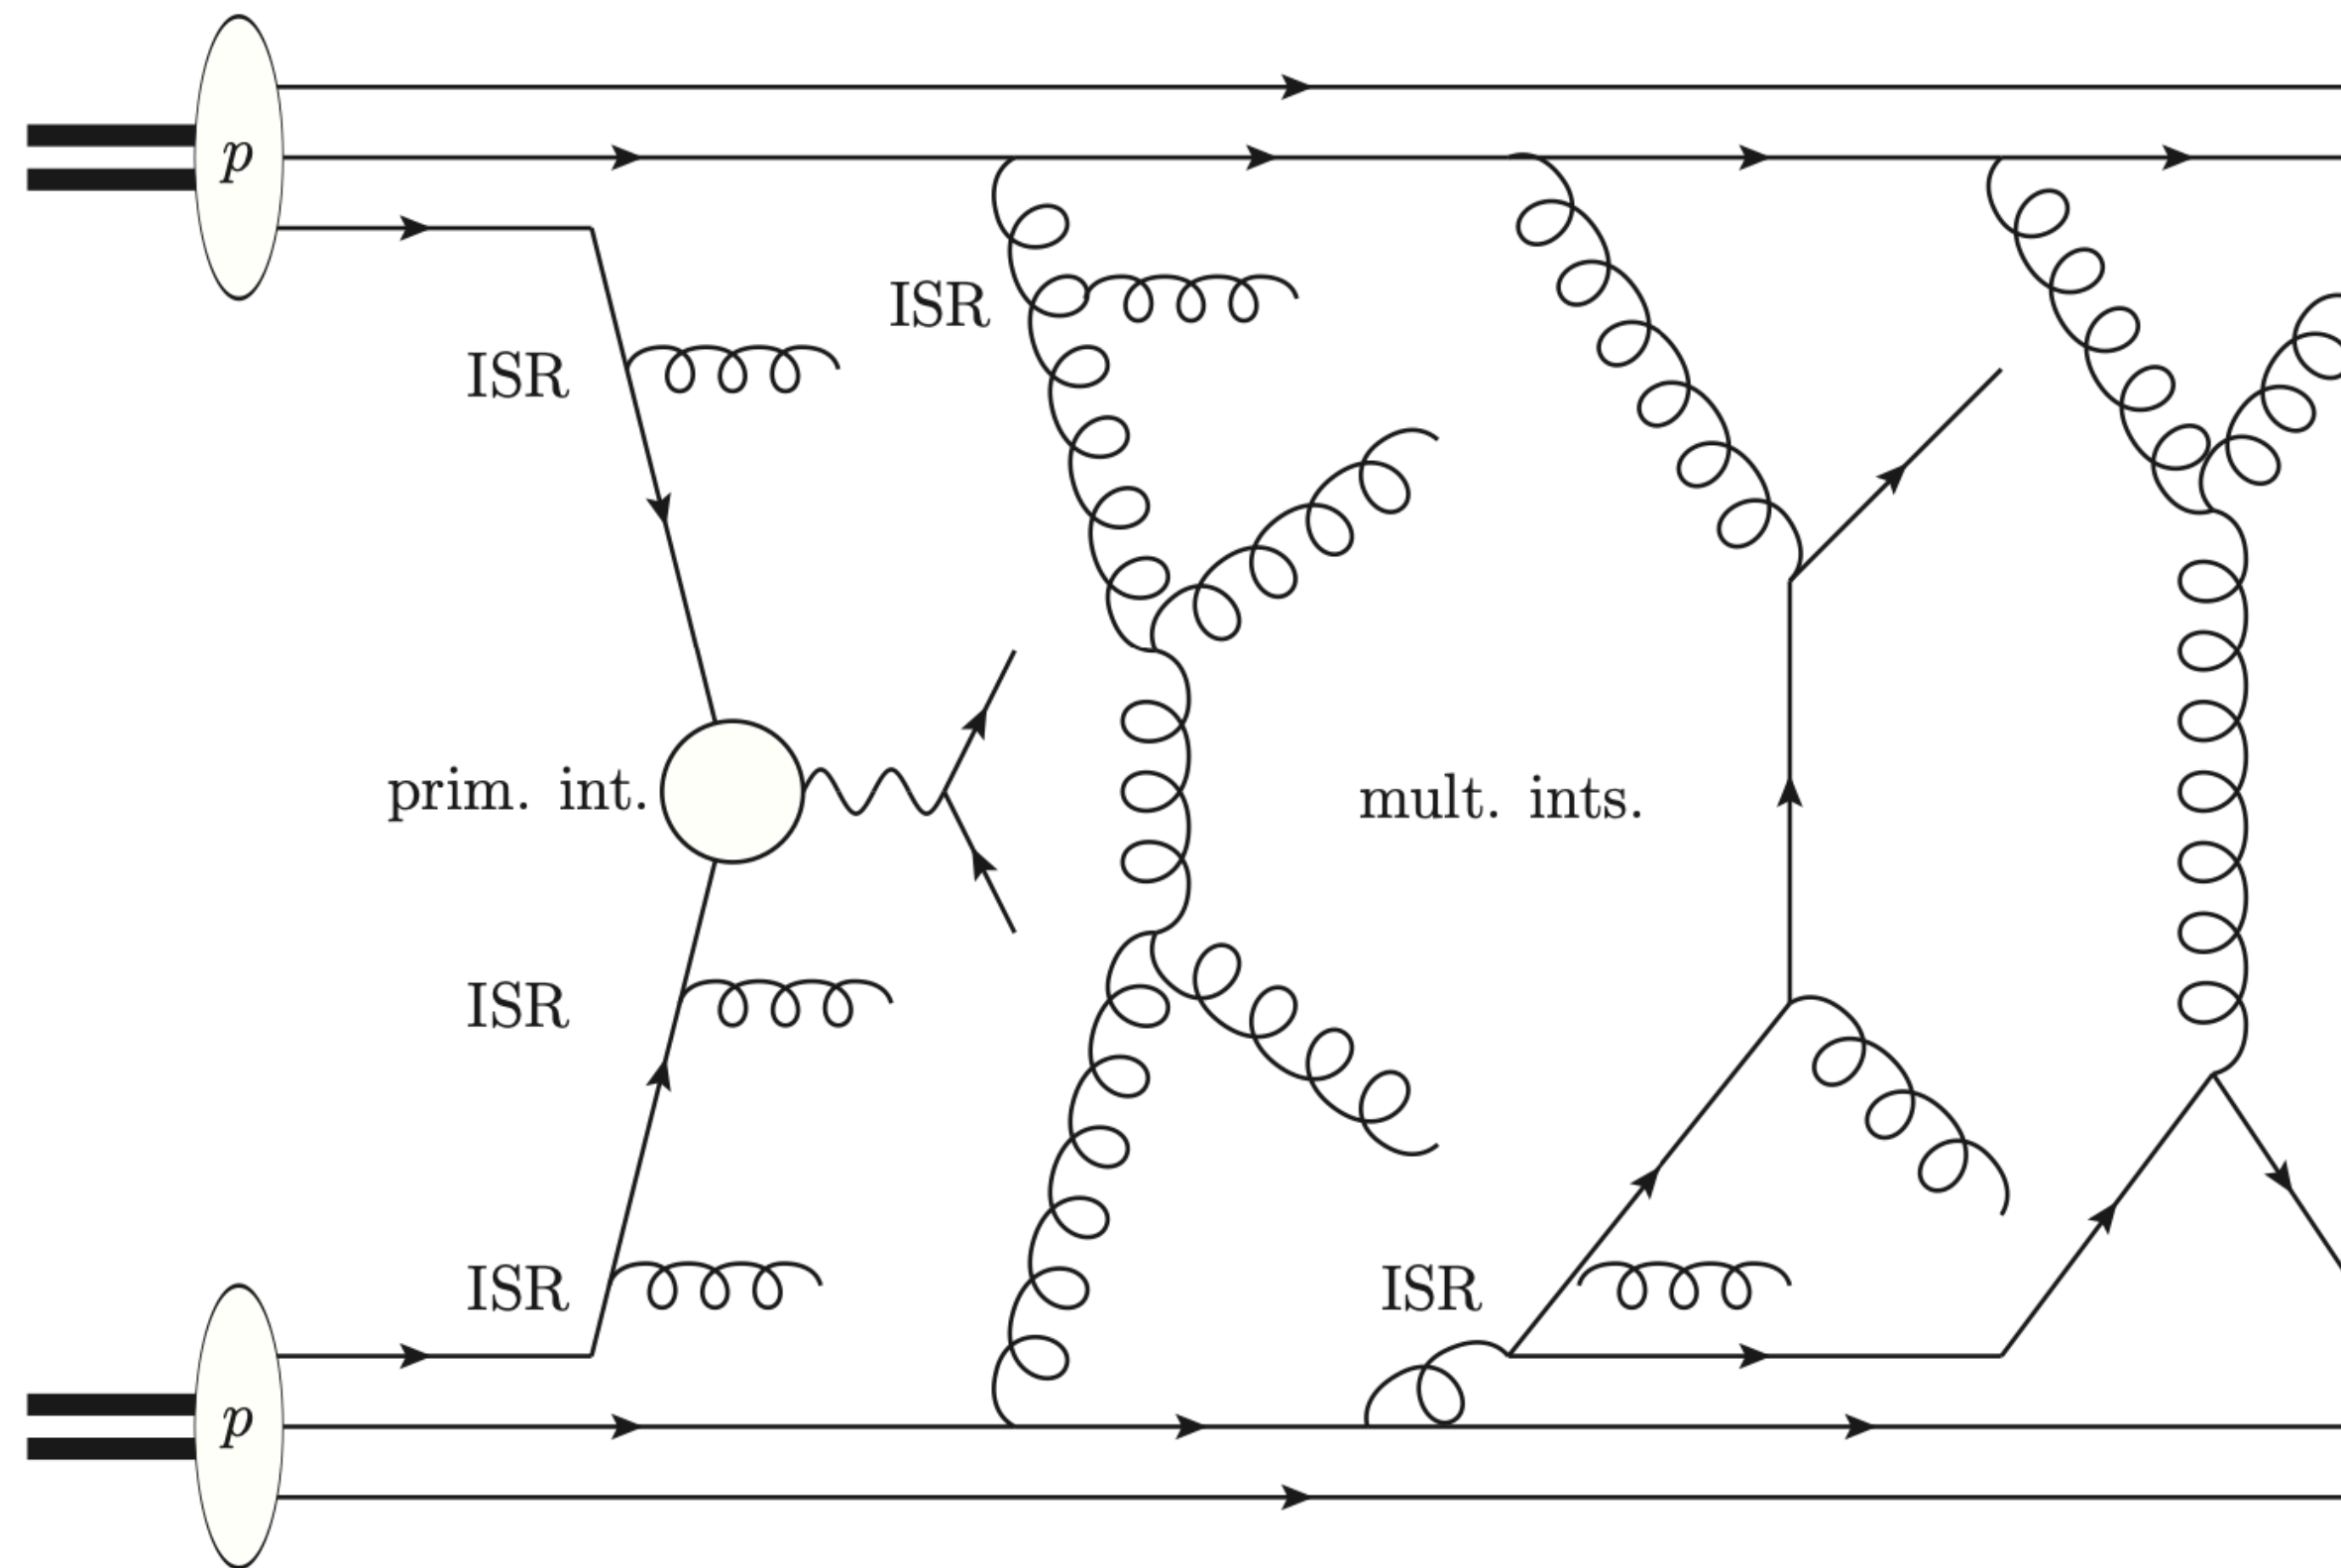 p
ISR
ISR
prim. int.
mult. ints.
ISR
ISR
ISR
p